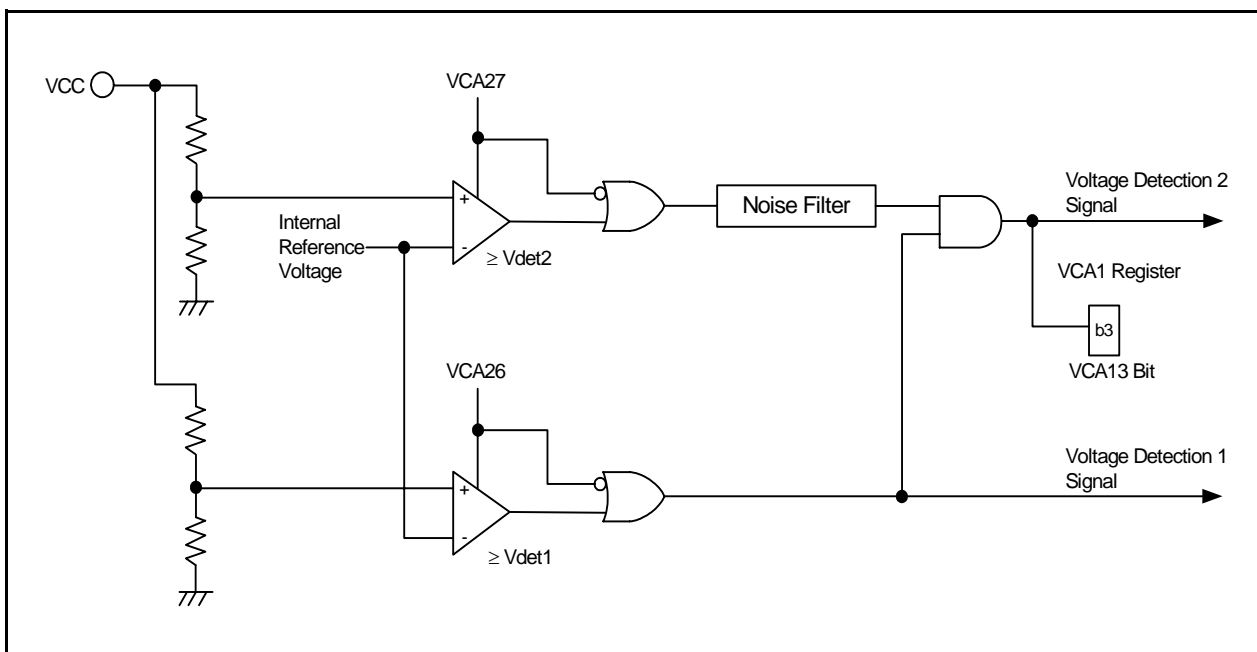 VCC
VCA27
+
-
Internal
Reference
Voltage
≥ Vdet2
Noise Filter
Voltage Detection 2
Signal
VCA1 Register
b3
VCA13 Bit
VCA26
+
-
≥ Vdet1
Voltage Detection 1
Signal